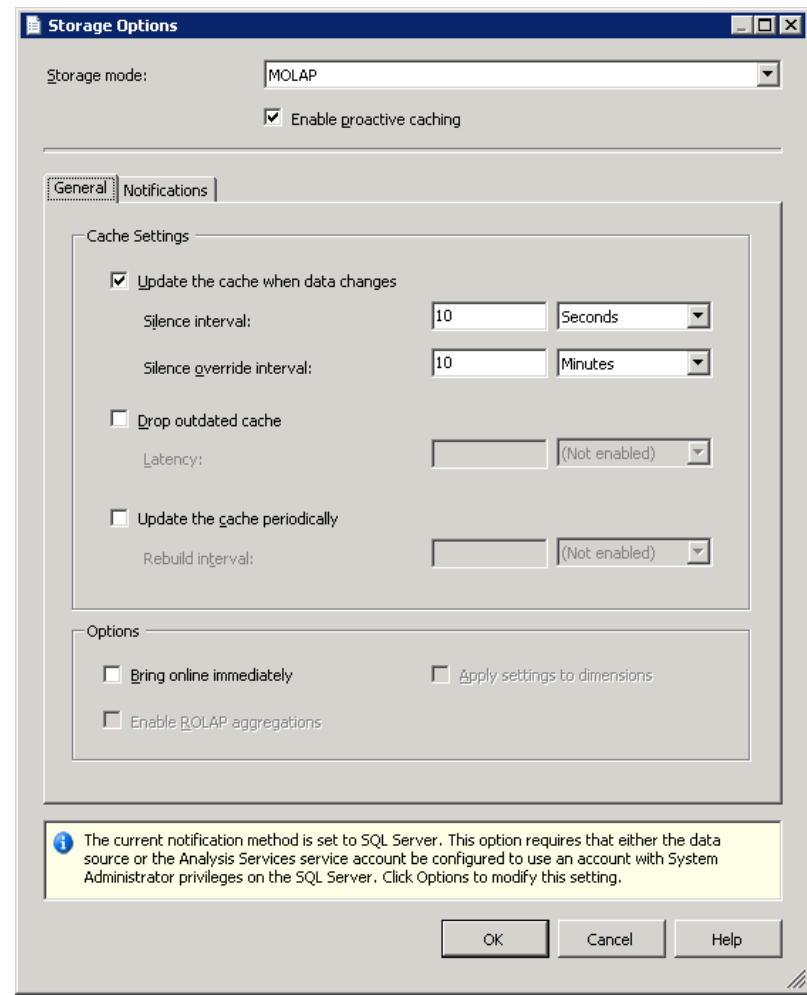 Storage Options
Storage mode:
MOLAP
Enable proactive caching
General
Notifications
Cache Settings
Update the cache when data changes
Silence interval:
10
Seconds
Silence override interval:
10
Minutes
Drop outdated cache
Latency:
(Not enabled)
Update the cache periodically
Rebuild interval:
(Not enabled)
Options
Bring online immediately
Apply settings to dimensions
Enable ROLAP aggregations
The current notification method is set to SQL Server. This option requires that either the data
source or the Analysis Services service account be configured to use an account with System
Administrator privileges on the SQL Server. Click Options to modify this setting.
OK
Cancel
Help